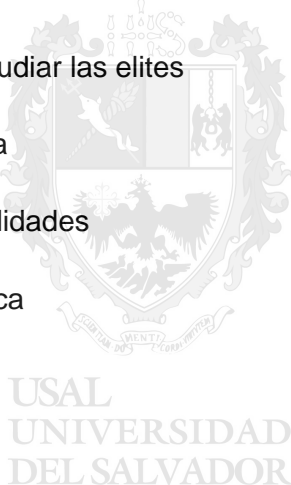 udiar las elites
a
lidades
ca
USAL
UNIVERSIDAD
DEL SALVADOR